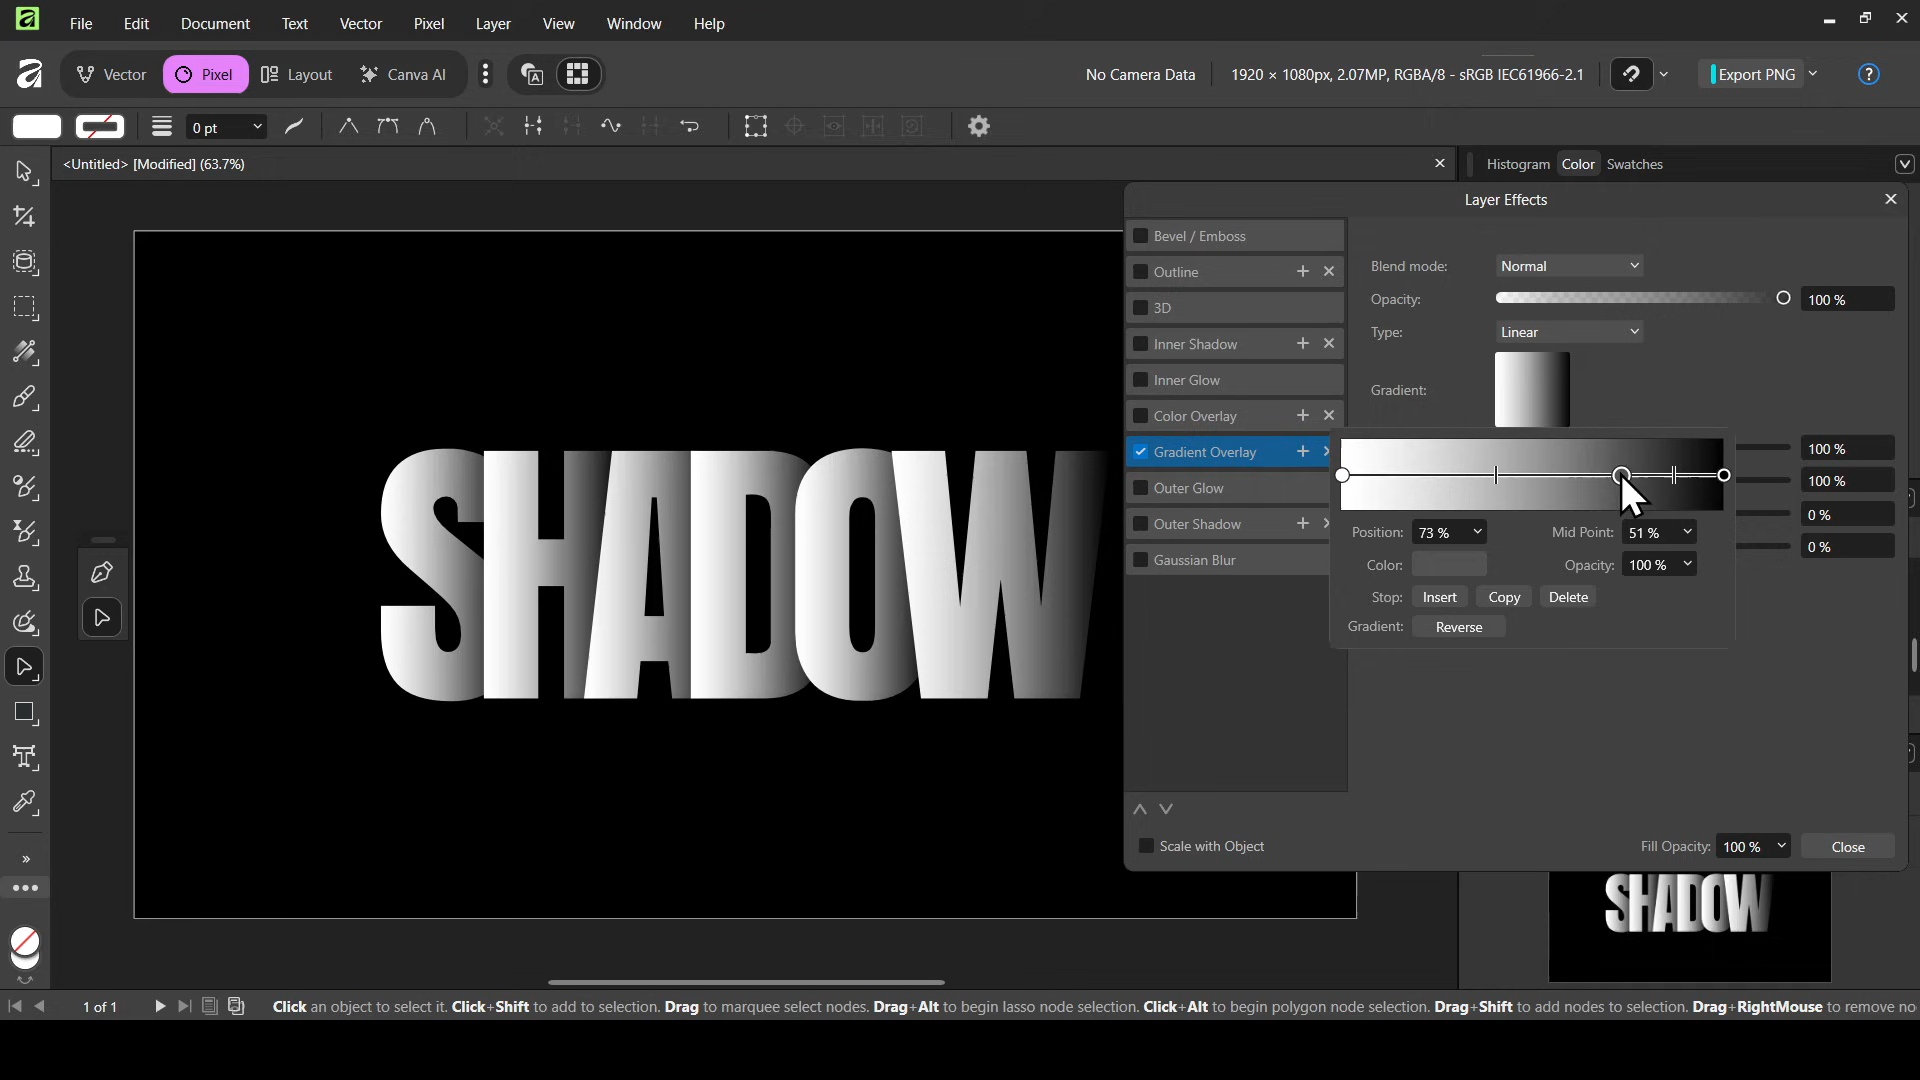 File Edit Document Text Vector Pixel Layer View Window Help
Vector Pixel Layout Canva AI No Camera Data 1920 × 1080px, 2.07MP, RGBA/8 - sRGB IEC61966-2.1 Export PNG
0 pt
<Untitled> [Modified] (63.7%)
Histogram Color Swatches
Layer Effects
Bevel / Emboss
Outline
3D
Inner Shadow
Inner Glow
Color Overlay
Gradient Overlay
Outer Glow
Outer Shadow
Gaussian Blur
Blend mode: Normal
Opacity: 100 %
Type: Linear
Gradient:
100 %
100 %
0 %
0 %
Position: 73 % Mid Point: 51 %
Color: Opacity: 100 %
Stop: Insert Copy Delete
Gradient: Reverse
SHADOW
Scale with Object Fill Opacity: 100 % Close
SHADOW
1 of 1 Click an object to select it. Click+Shift to add to selection. Drag to marquee select nodes. Drag+Alt to begin lasso node selection. Click+Alt to begin polygon node selection. Drag+Shift to add nodes to selection. Drag+RightMouse to remove no